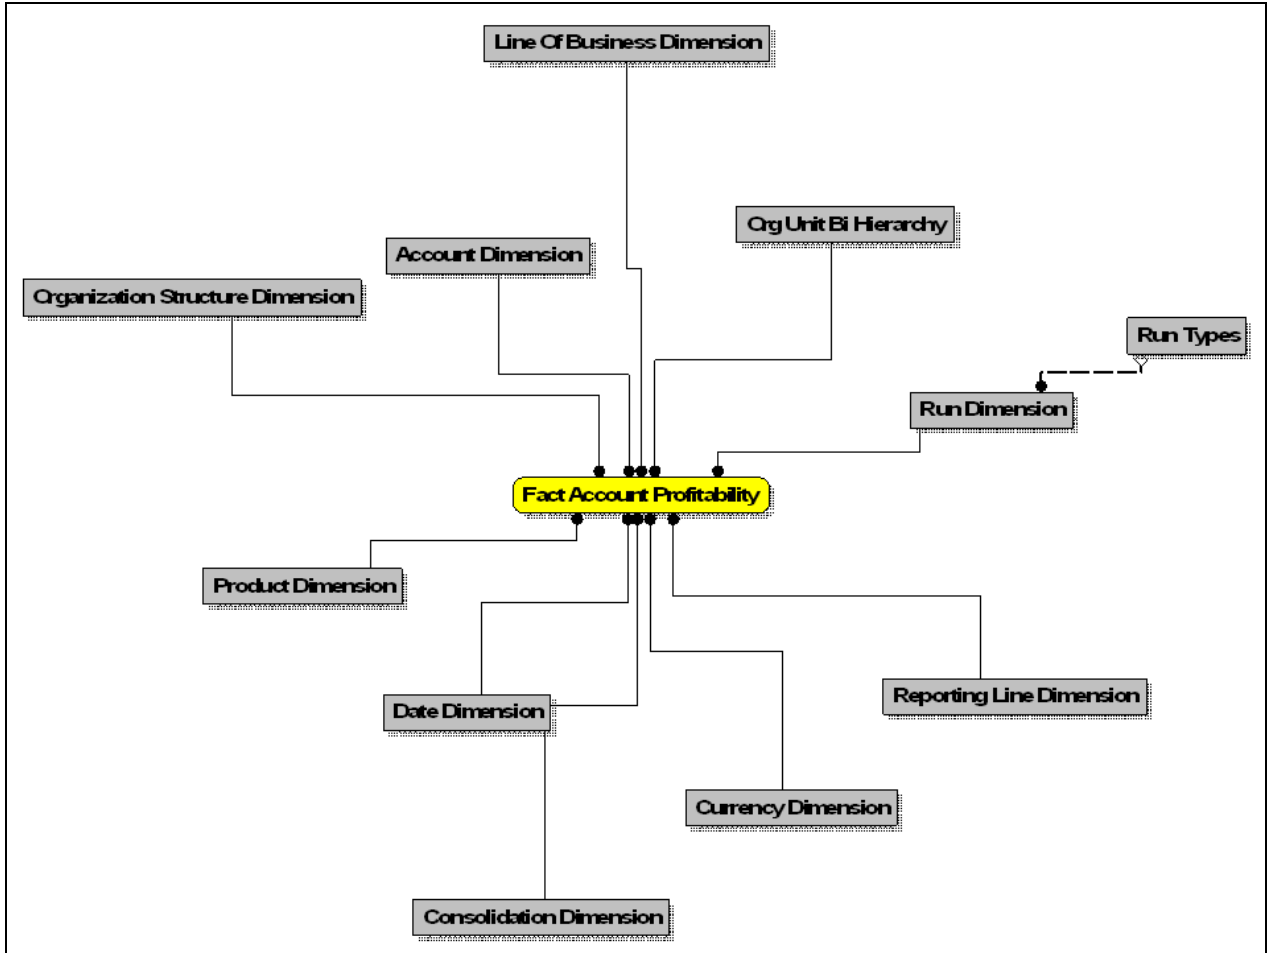 Line Of Business Dimension
Org Unit Bi Hierarchy
Account Dimension
Organization Structure Dimension
Run Types
Run Dimension
Fact Account Profitability
Product Dimension
Reporting Line Dimension
Date Dimension
Currency Dimension
Consolidation Dimension